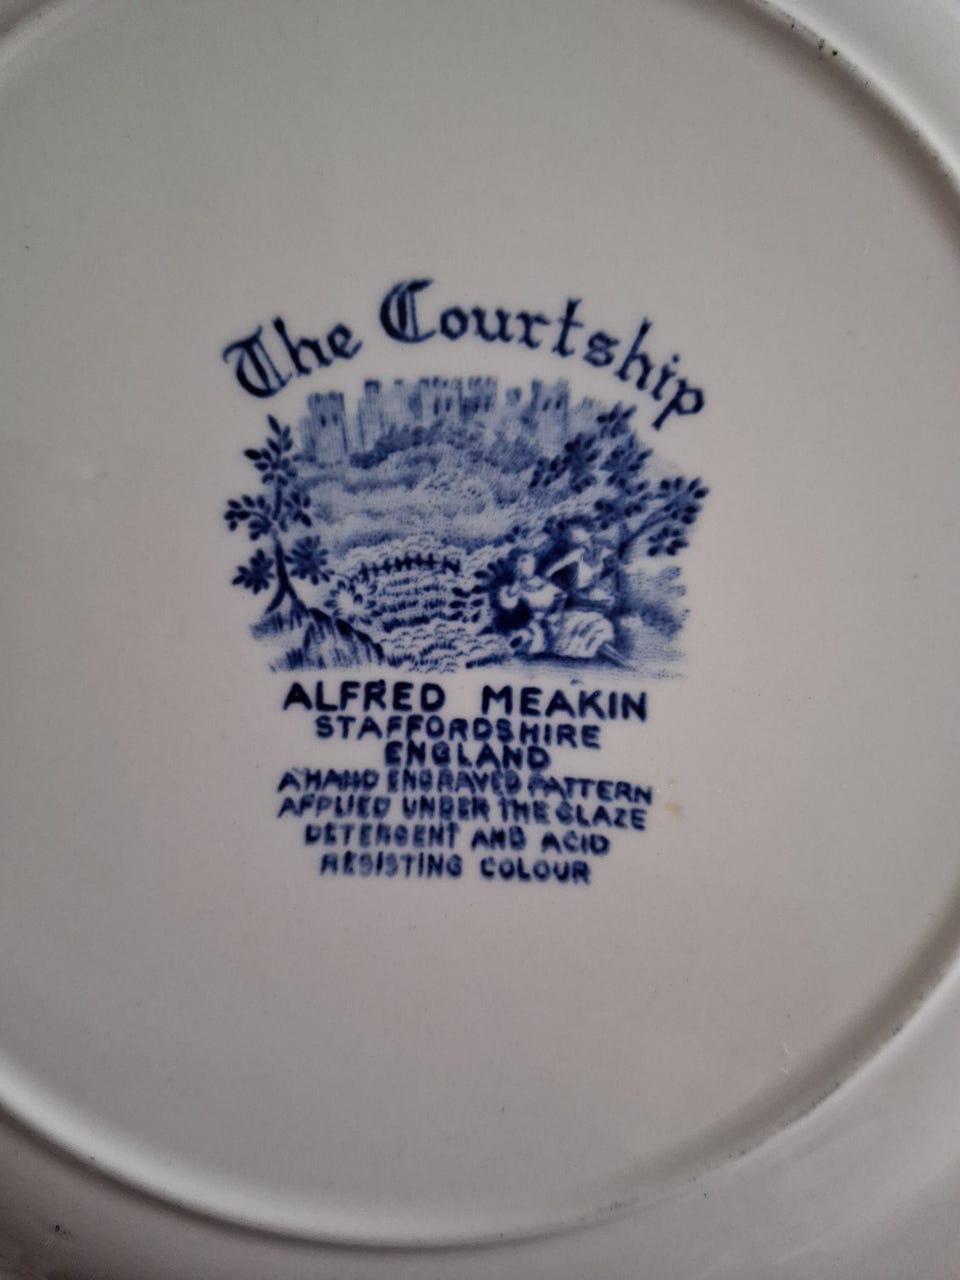 The Courtship
ALFRED MEAKIN
STAFFORDSHIRE
ENGLAND
A HAND ENGRAVED PATTERN
APPLIED UNDER THE GLAZE
DETERGENT AND ACID
RESISTING COLOUR